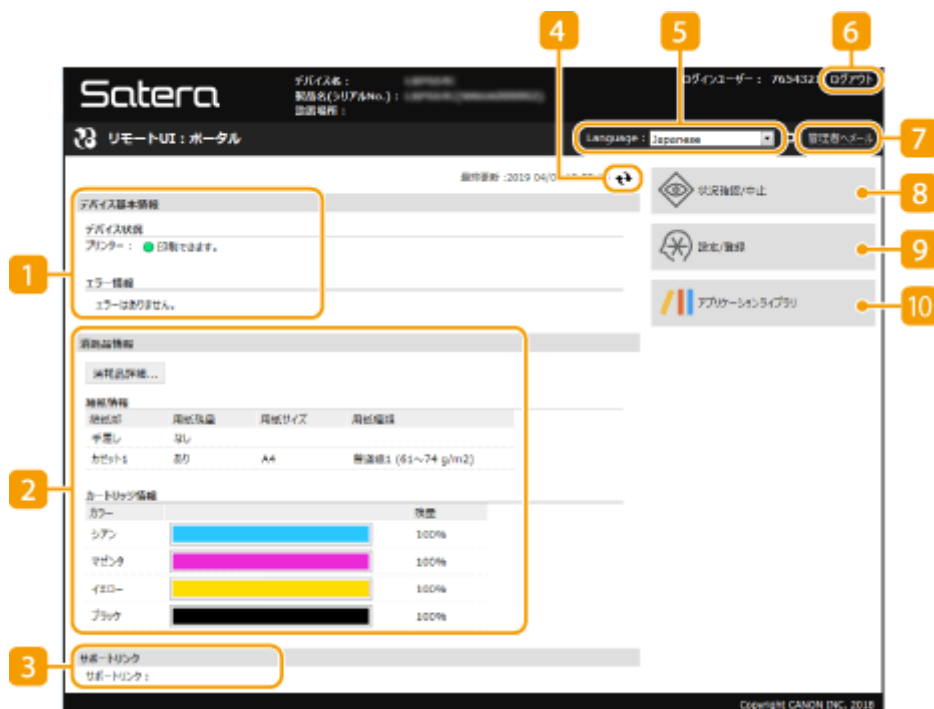 4
5
6
Satera
デバイス名：
製品名(シリアルNo.)：
設置場所：
ログインユーザー： 7654321
ログアウト
リモートUI：ポータル
Language： Japanese
管理者へメール
7
最終更新 :2019 04/0
状況確認/中止
8
デバイス基本情報
デバイス状況
プリンター： 印刷できます。
設定/登録
9
1
エラー情報
エラーはありません。
アプリケーションライブラリ
10
消耗品情報
消耗品詳細...
給紙情報
給紙部 用紙残量 用紙サイズ 用紙種類
手差し なし
カセット1 あり A4 普通紙1 (61～74 g/m2)
2
カートリッジ情報
カラー 残量
シアン 100%
マゼンタ 100%
イエロー 100%
ブラック 100%
3
サポートリンク
サポートリンク：
Copyright CANON INC. 2018